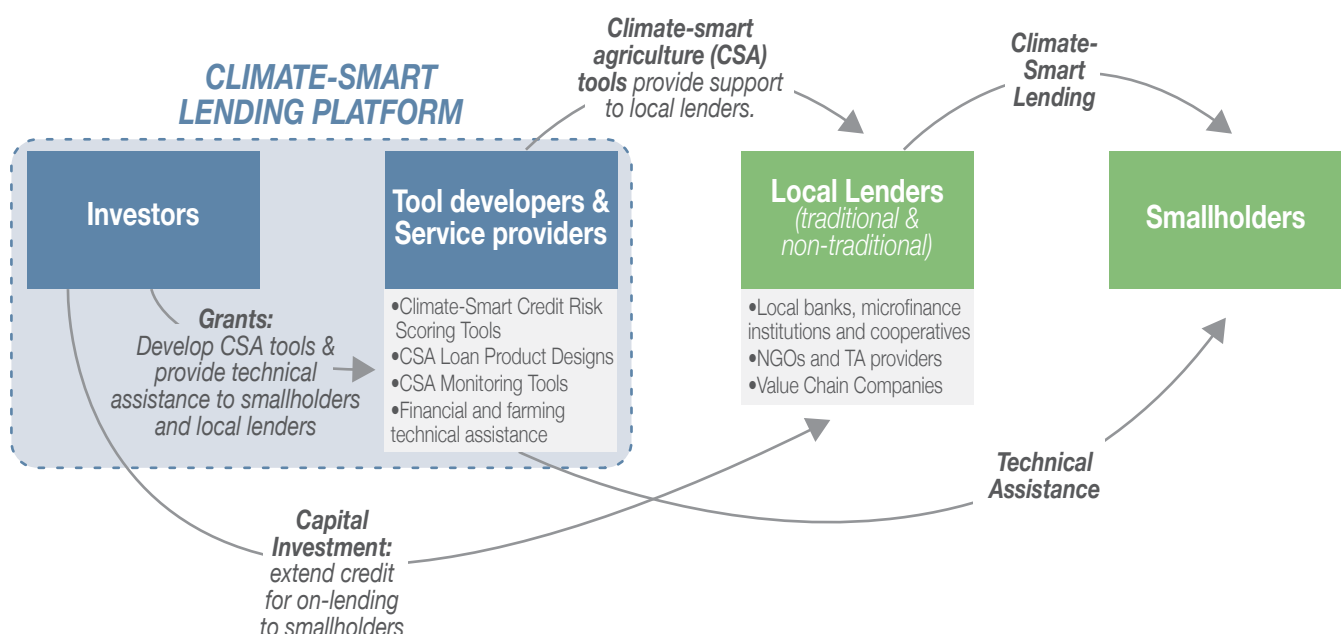 CLIMATE-SMART
LENDING PLATFORM
Climate-smart
agriculture (CSA)
tools provide support
to local lenders.
Climate-
Smart
Lending
Investors
Tool developers &
Service providers
Local Lenders
(traditional &
non-traditional)
Smallholders
Grants:
Develop CSA tools &
provide technical
assistance to smallholders
and local lenders
•Climate-Smart Credit Risk
Scoring Tools
•CSA Loan Product Designs
•CSA Monitoring Tools
•Financial and farming
technical assistance
•Local banks, microfinance
institutions and cooperatives
•NGOs and TA providers
•Value Chain Companies
Technical
Assistance
Capital
Investment:
extend credit
for on-lending
to smallholders